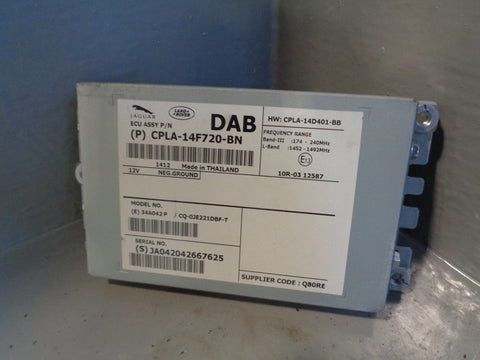 JAGUAR
LAND ROVER
DAB
ECU ASSY P/N
(P) CPLA-14F720-BN
1412 Made in THAILAND
12V NEG.GROUND
HW: CPLA-14D401-BB
FREQUENCY RANGE
Band-III :174 - 240MHz
L-Band :1452 - 1492MHz
10R-03 12587
MODEL NO.
(E) 34A042 P / CQ-0JE221DBF-T
SERIAL NO.
(S) JA042042667625
SUPPLIER CODE : Q80RE